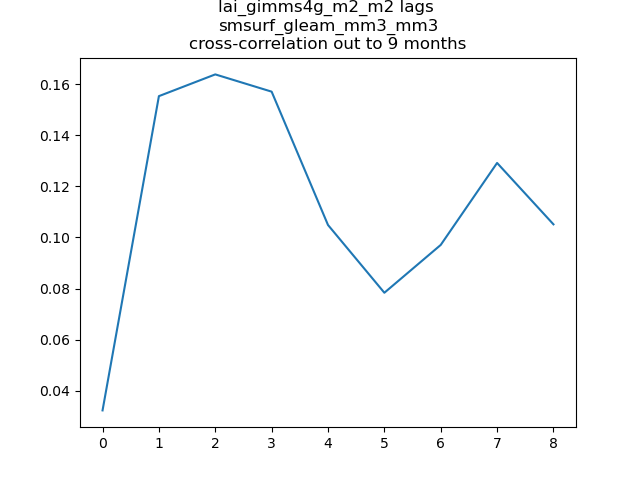 lai_gimms4g_m2_m2 lags
smsurf_gleam_mm3_mm3
cross-correlation out to 9 months
0.16
0.14
0.12
0.10
0.08
0.06
0.04
0 1 2 3 4 5 6 7 8